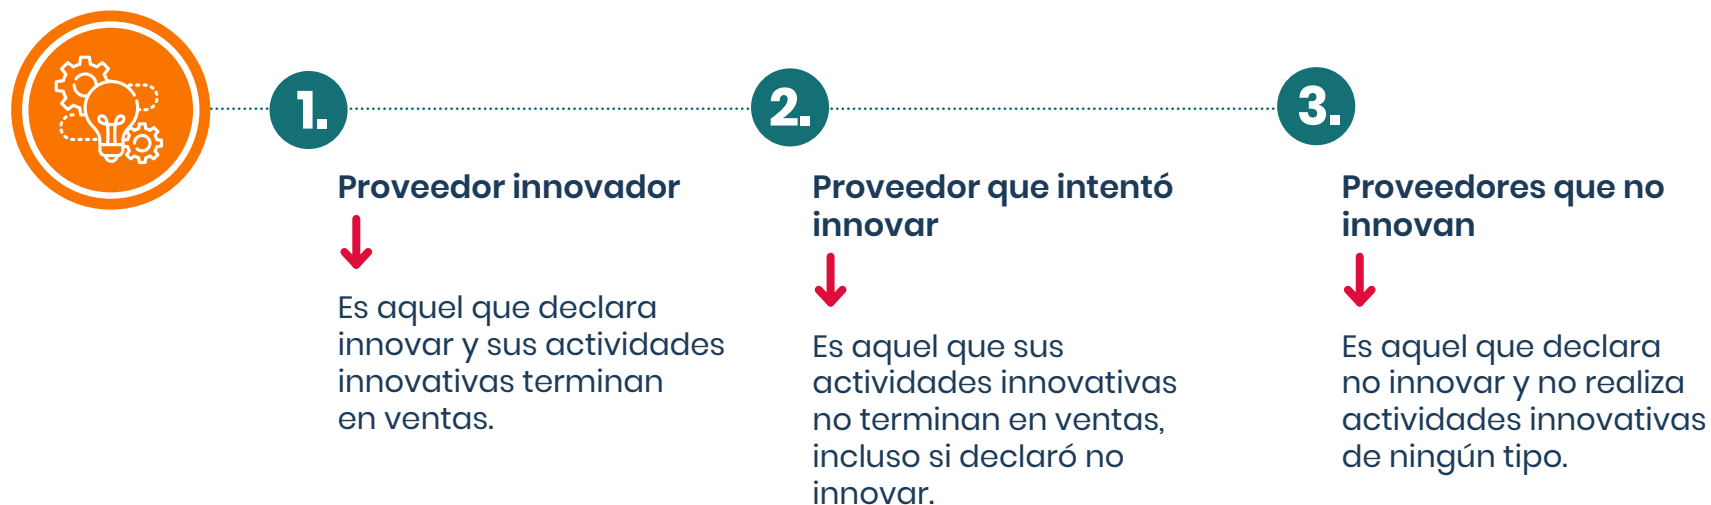 1.
Proveedor innovador
Es aquel que declara
innovar y sus actividades
innovativas terminan
en ventas.
2.
Proveedor que intentó
innovar
Es aquel que sus
actividades innovativas
no terminan en ventas,
incluso si declaró no
innovar.
3.
Proveedores que no
innovan
Es aquel que declara
no innovar y no realiza
actividades innovativas
de ningún tipo.